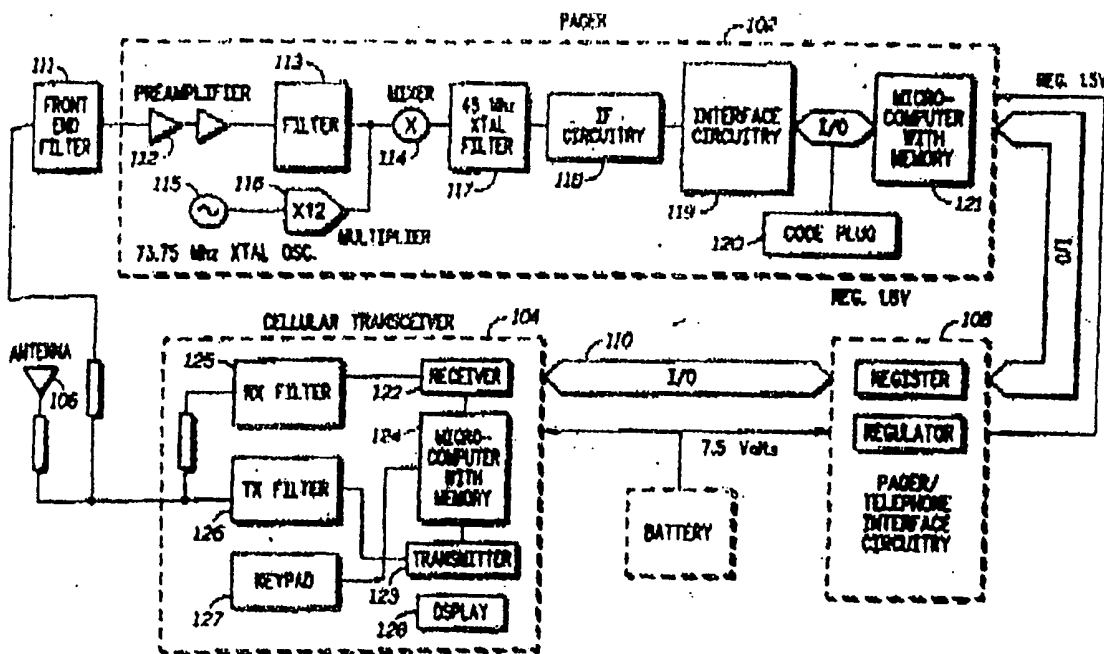 PAGER
102
111
FRONT
END
FILTER
PREAMPLIFIER
112
113
FILTER
MIXER
X
114
45 Mhz
XTAL
FILTER
117
IF
CIRCUITRY
118
INTERFACE
CIRCUITRY
119
I/O
MICRO-
COMPUTER
WITH
MEMORY
121
REG. 1.5V
115
116
X12
MULTIPLIER
73.75 Mhz XTAL OSC.
120
CODE PLUG
I/O
REG. 1.5V
CELLULAR TRANSCEIVER
104
ANTENNA
106
125
RX FILTER
RECEIVER
122
124
MICRO-
COMPUTER
WITH
MEMORY
TX FILTER
126
TRANSMITTER
123
KEYPAD
127
DSPLAY
128
110
I/O
7.5 Volts
BATTERY
108
REGISTER
REGULATOR
PAGER/
TELEPHONE
INTERFACE
CIRCUITRY